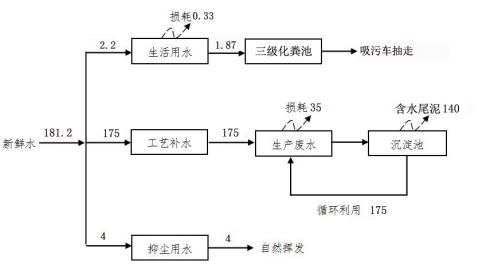 损耗0.33
2.2 生活用水 1.87 三级化粪池 吸污车抽走
损耗35 含水尾泥140
新鲜水 181.2 175 工艺补水 175 生产废水 沉淀池
循环利用 175
4 抑尘用水 4 自然挥发